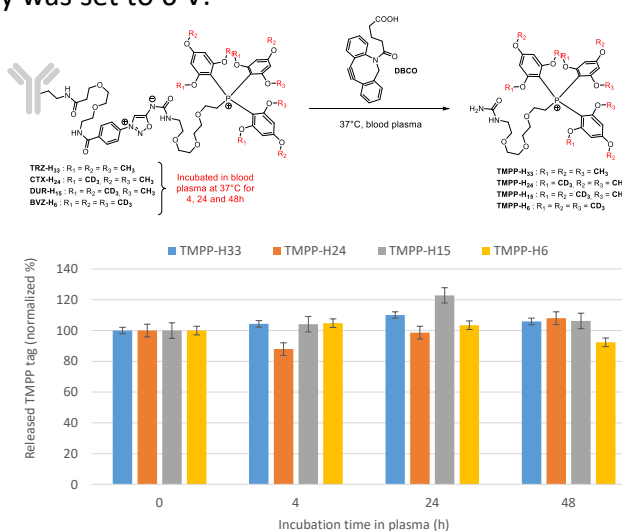 y was set to 0 V.
R2
O
R1
R3
COOH
DBCO
37°C, blood plasma
TRZ-H33 : R1 = R2 = R3 = CH3
CTX-H24 : R1 = CD3, R2 = R3 = CH3
DUR-H15 : R1 = R2 = CD3, R3 = CH3
BVZ-H6 : R1 = R2 = R3 = CD3
Incubated in blood
plasma at 37°C for
4, 24 and 48h
TMPP-H33 : R1 = R2 = R3 = CH3
TMPP-H24 : R1 = CD3, R2 = R3 = CH
TMPP-H15 : R1 = R2 = CD3, R3 = CH
TMPP-H6 : R1 = R2 = R3 = CD3
TMPP-H33 TMPP-H24 TMPP-H15 TMPP-H6
Released TMPP tag (normalized %)
140
120
100
80
60
40
20
0
0 4 24 48
Incubation time in plasma (h)